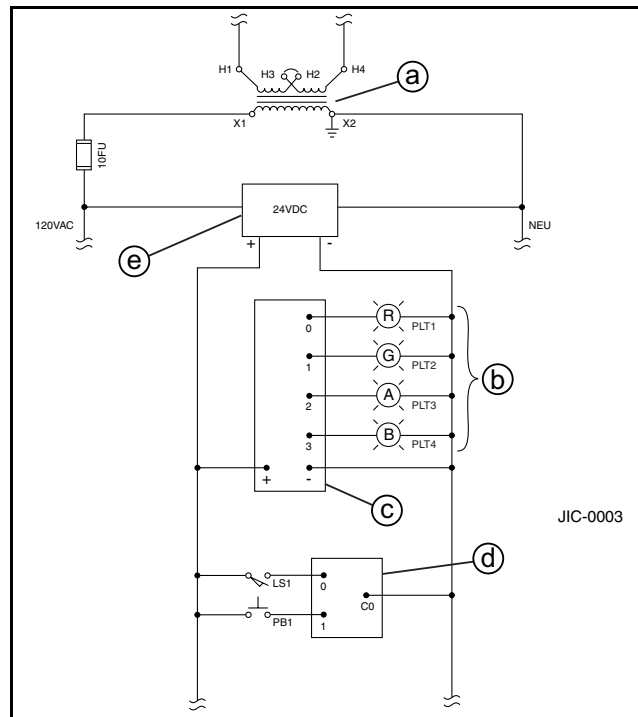 H1 H3 H2 H4
a
X1 X2
10FU
24VDC
120VAC NEU
e
+ -
R
0 PLT1
G
1 PLT2
b
A
2 PLT3
B
3 PLT4
+ -
c
JIC-0003
d
LS1 0
C0
PB1 1